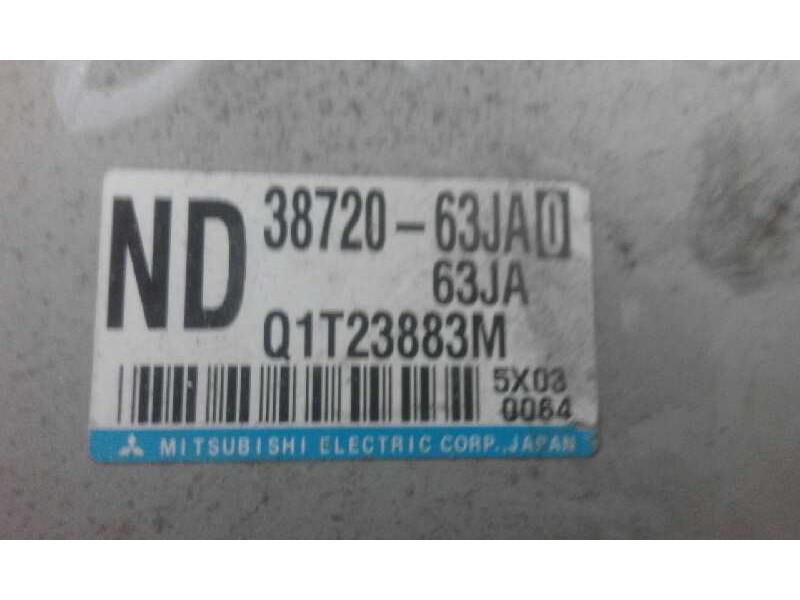 ND 38720-63JA0
63JA
Q1T23883M
5X03
0064
MITSUBISHI ELECTRIC CORP., JAPAN